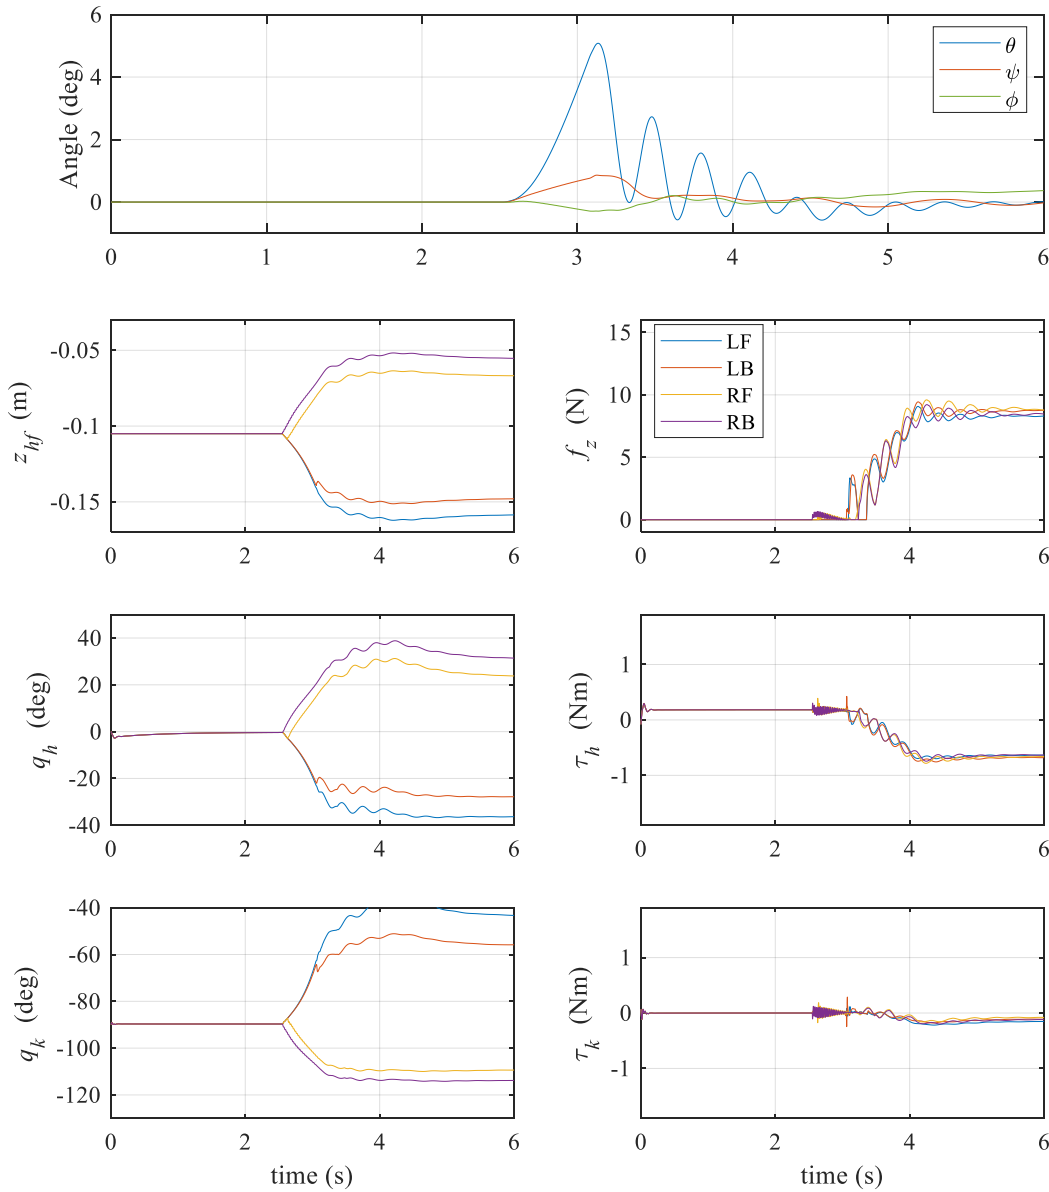 6
4
2
0
Angle (deg)
θ
ψ
ϕ
0 1 2 3 4 5 6
-0.05
-0.1
-0.15
z_hf (m)
0 2 4 6
15
10
5
0
f_z (N)
LF
LB
RF
RB
0 2 4 6
40
20
0
-20
-40
q_h (deg)
0 2 4 6
1
0
-1
τ_h (Nm)
0 2 4 6
-40
-60
-80
-100
-120
q_k (deg)
0 2 4 6
time (s)
1
0
-1
τ_k (Nm)
0 2 4 6
time (s)